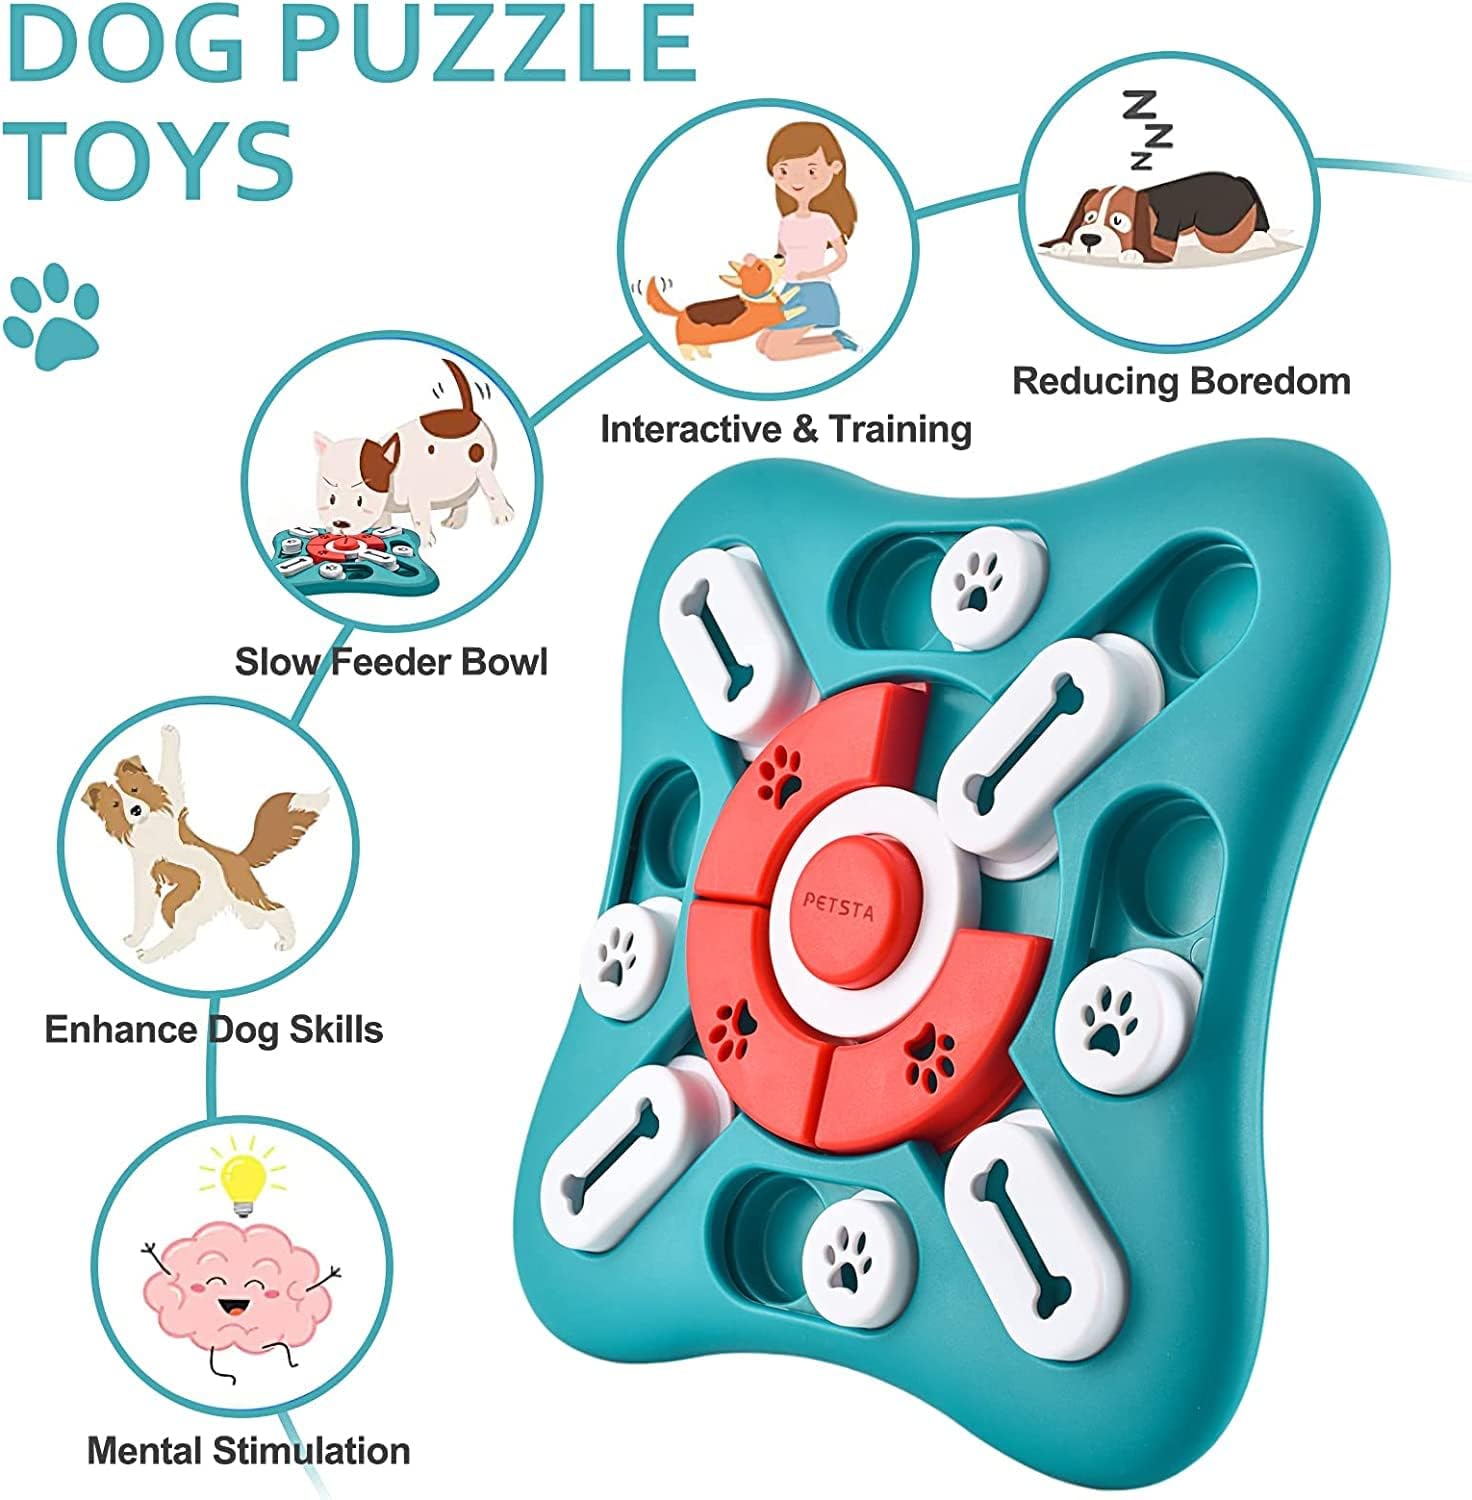 DOG PUZZLE
TOYS
Z
Z
Z
Reducing Boredom
Interactive & Training
Slow Feeder Bowl
PETSTA
Enhance Dog Skills
Mental Stimulation